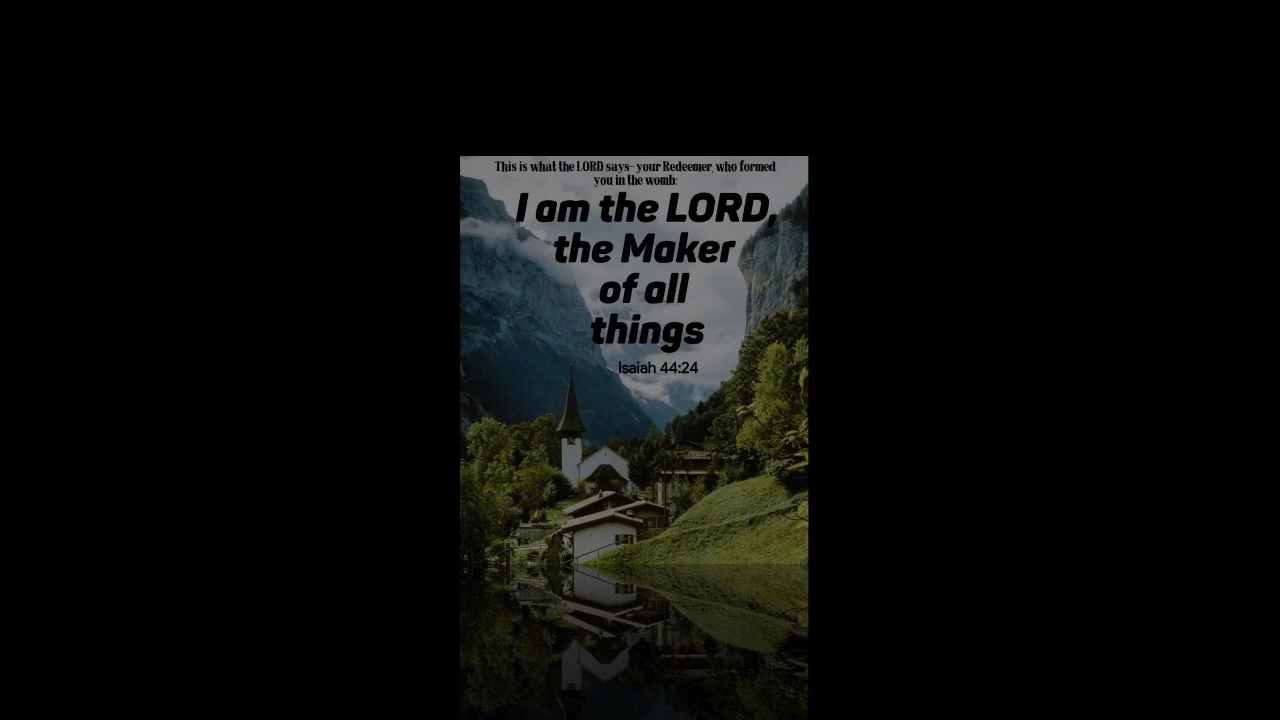 This is what the LORD says- your Redeemer, who formed
you in the womb:
I am the LORD,
the Maker
of all
things
Isaiah 44:24